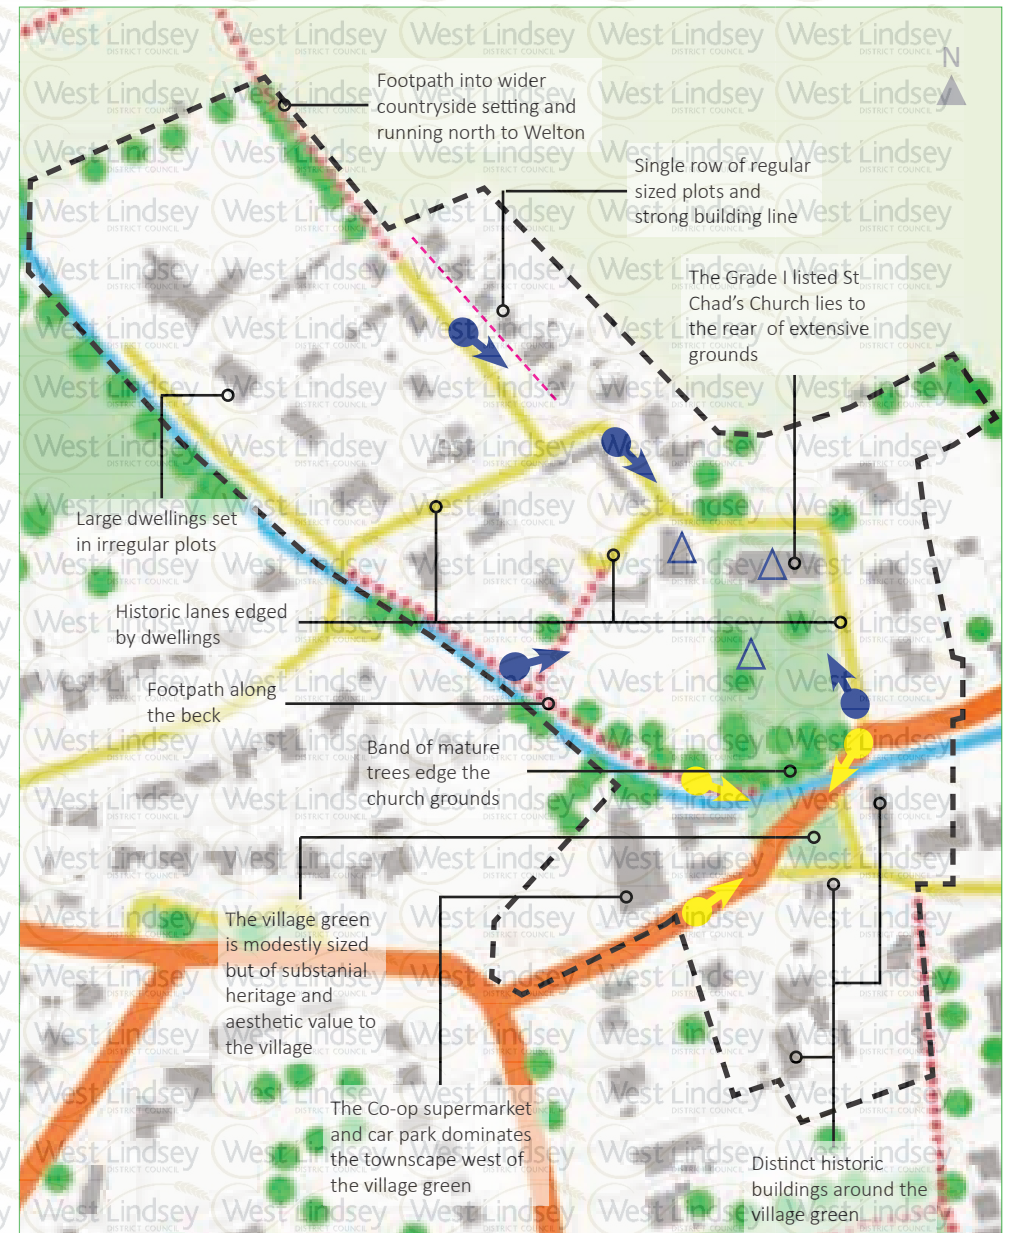 N
Footpath into wider
countryside setting and
running north to Welton
Single row of regular
sized plots and
strong building line
The Grade I listed St
Chad's Church lies to
the rear of extensive
grounds
Large dwellings set
in irregular plots
Historic lanes edged
by dwellings
Footpath along
the beck
Band of mature
trees edge the
church grounds
The village green
is modestly sized
but of substanial
heritage and
aesthetic value to
the village
The Co-op supermarket
and car park dominates
the townscape west of
the village green
Distinct historic
buildings around the
village green
West Lindsey
DISTRICT COUNCIL